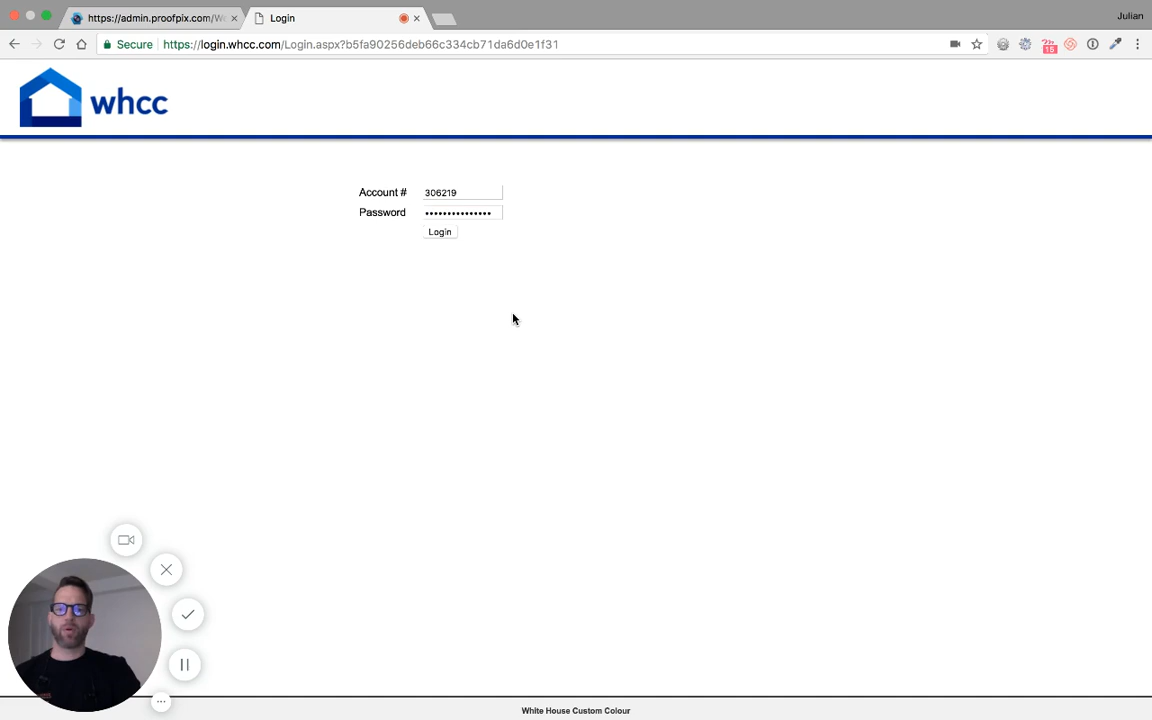 https://admin.proofpix.com/W
Login
Julian
Secure
https://login.whcc.com/Login.aspx?b5fa90256deb66c334cb71da6d0e1f31
15
whcc
Account #
306219
Password
•••••••••••••••
Login
White House Custom Colour